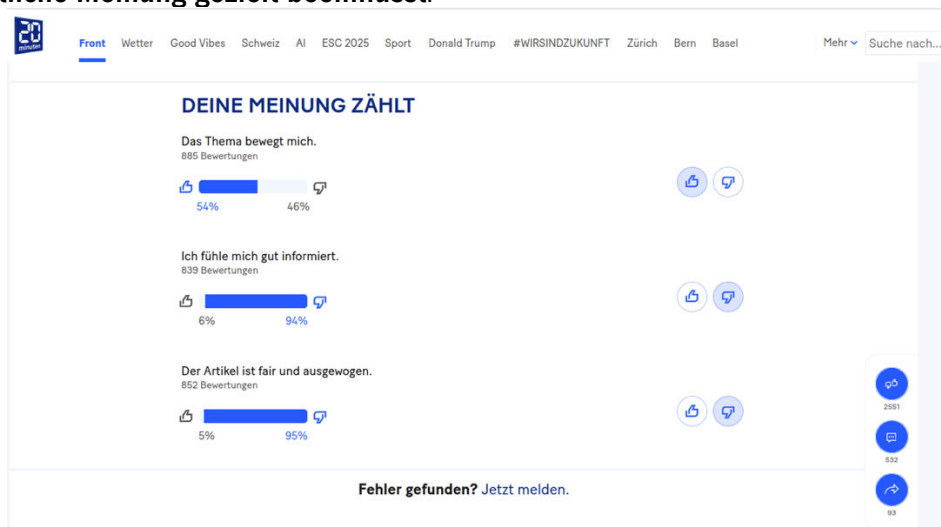 tliche Meinung gezielt beeinflusst.
20
minuten
Front Wetter Good Vibes Schweiz AI ESC 2025 Sport Donald Trump #WIRSINDZUKUNFT Zürich Bern Basel Mehr Suche nach...
DEINE MEINUNG ZÄHLT
Das Thema bewegt mich.
885 Bewertungen
54% 46%
Ich fühle mich gut informiert.
839 Bewertungen
6% 94%
Der Artikel ist fair und ausgewogen.
852 Bewertungen
5% 95%
2551
532
93
Fehler gefunden? Jetzt melden.